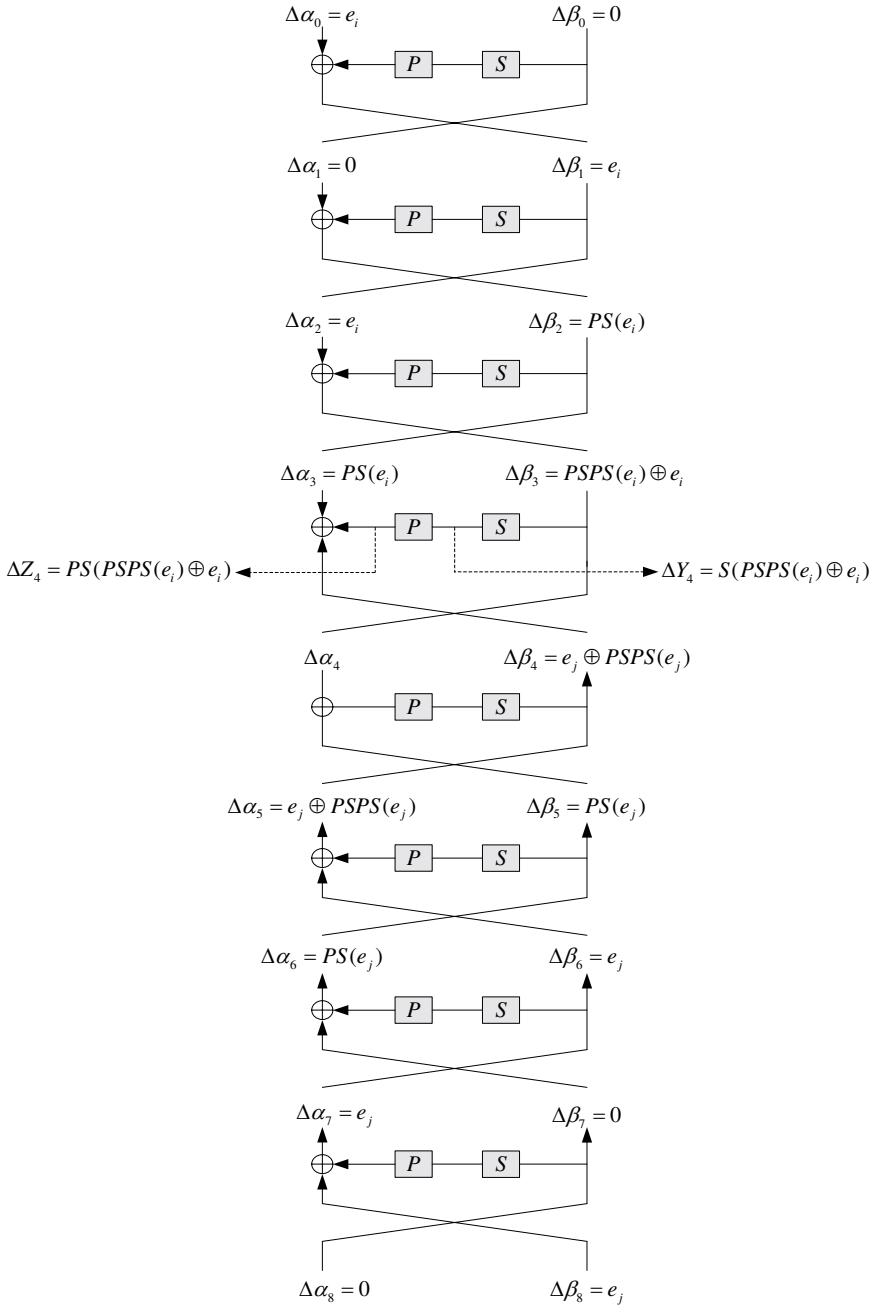 Δα₀ = eᵢ Δβ₀ = 0
P S
Δα₁ = 0 Δβ₁ = eᵢ
P S
Δα₂ = eᵢ Δβ₂ = PS(eᵢ)
P S
Δα₃ = PS(eᵢ) Δβ₃ = PSPS(eᵢ) ⊕ eᵢ
P S
ΔZ₄ = PS(PSPS(eᵢ) ⊕ eᵢ) ΔY₄ = S(PSPS(eᵢ) ⊕ eᵢ)
Δα₄ Δβ₄ = eⱼ ⊕ PSPS(eⱼ)
P S
Δα₅ = eⱼ ⊕ PSPS(eⱼ) Δβ₅ = PS(eⱼ)
P S
Δα₆ = PS(eⱼ) Δβ₆ = eⱼ
P S
Δα₇ = eⱼ Δβ₇ = 0
P S
Δα₈ = 0 Δβ₈ = eⱼ